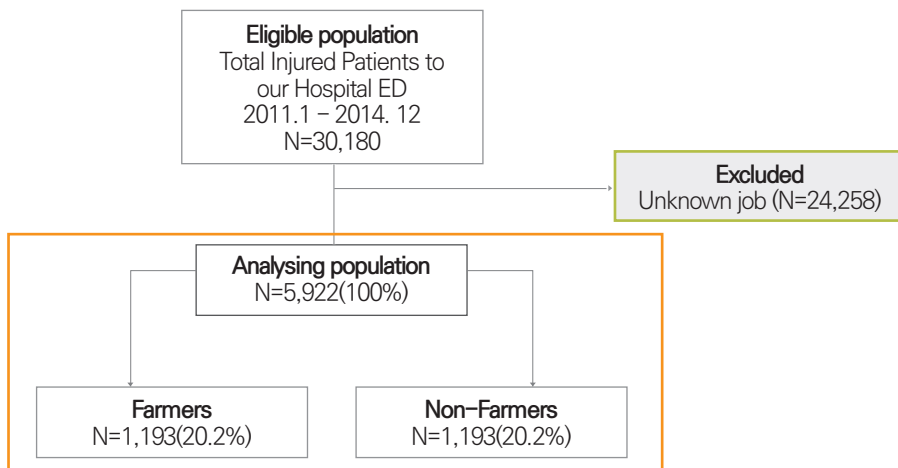 Eligible population
Total Injured Patients to
our Hospital ED
2011.1 – 2014. 12
N=30,180
Excluded
Unknown job (N=24,258)
Analysing population
N=5,922(100%)
Farmers
N=1,193(20.2%)
Non-Farmers
N=1,193(20.2%)